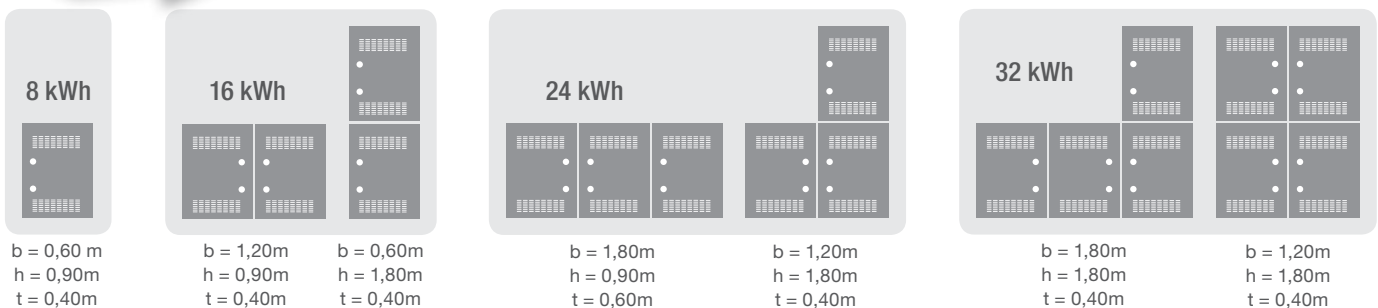 8 kWh
b = 0,60 m
h = 0,90m
t = 0,40m
16 kWh
b = 1,20m
h = 0,90m
t = 0,40m
b = 0,60m
h = 1,80m
t = 0,40m
24 kWh
b = 1,80m
h = 0,90m
t = 0,60m
b = 1,20m
h = 1,80m
t = 0,40m
32 kWh
b = 1,80m
h = 1,80m
t = 0,40m
b = 1,20m
h = 1,80m
t = 0,40m